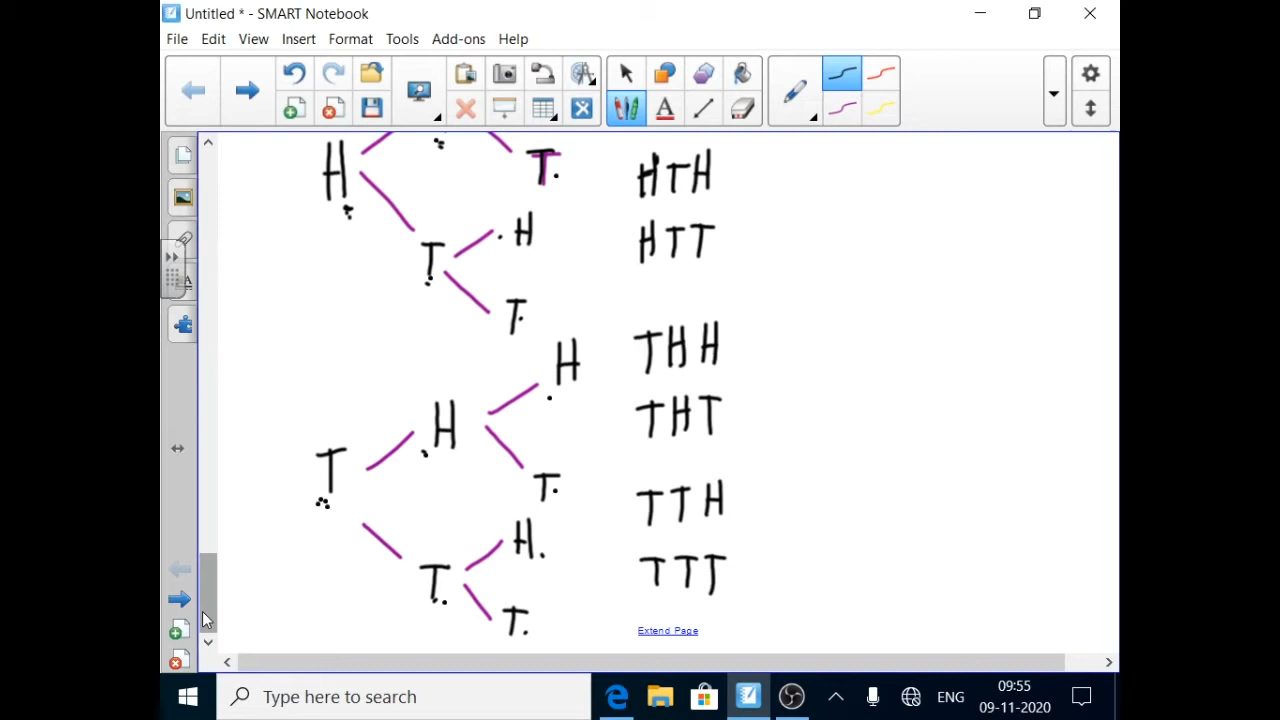 Untitled * - SMART Notebook
File Edit View Insert Format Tools Add-ons Help
A
A
T.
H
HTH
. H
HTT
T
T.
H
THH
H
THT
T
T.
TTH
H.
T.
TTT
T.
Extend Page
Type here to search
ENG
09:55
09-11-2020